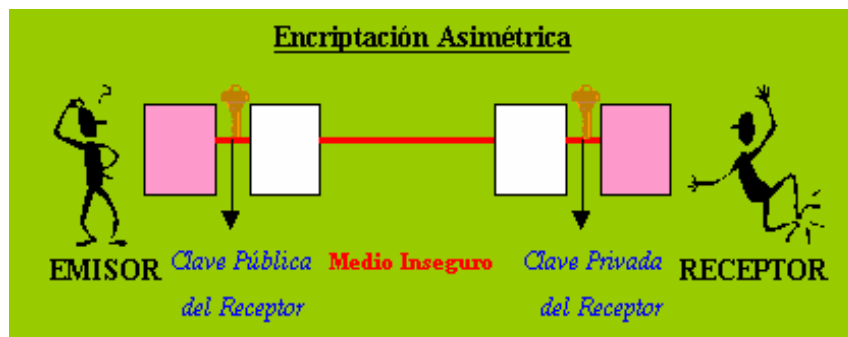 Encriptación Asimétrica
?
EMISOR
Clave Pública
del Receptor
Medio Inseguro
Clave Privada
del Receptor
RECEPTOR